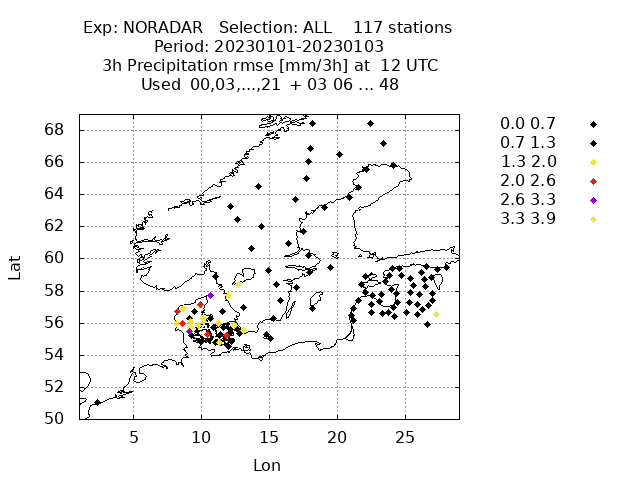 Exp: NORADAR   Selection: ALL    117 stations
Period: 20230101-20230103
3h Precipitation rmse [mm/3h] at  12 UTC
Used  00,03,...,21  + 03 06 ... 48
68
66
64
62
60
58
56
54
52
50
Lat
5 10 15 20 25
Lon
0.0 0.7
0.7 1.3
1.3 2.0
2.0 2.6
2.6 3.3
3.3 3.9